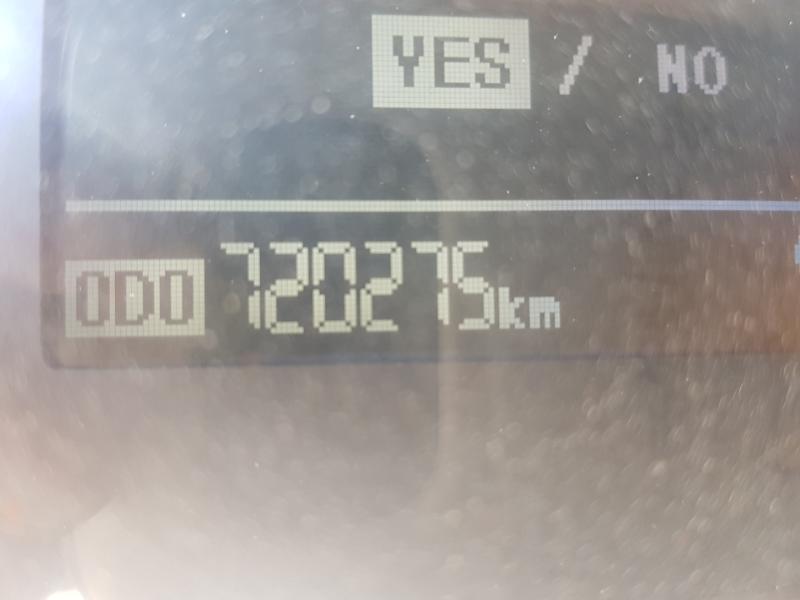 YES / NO
ODO 720275km